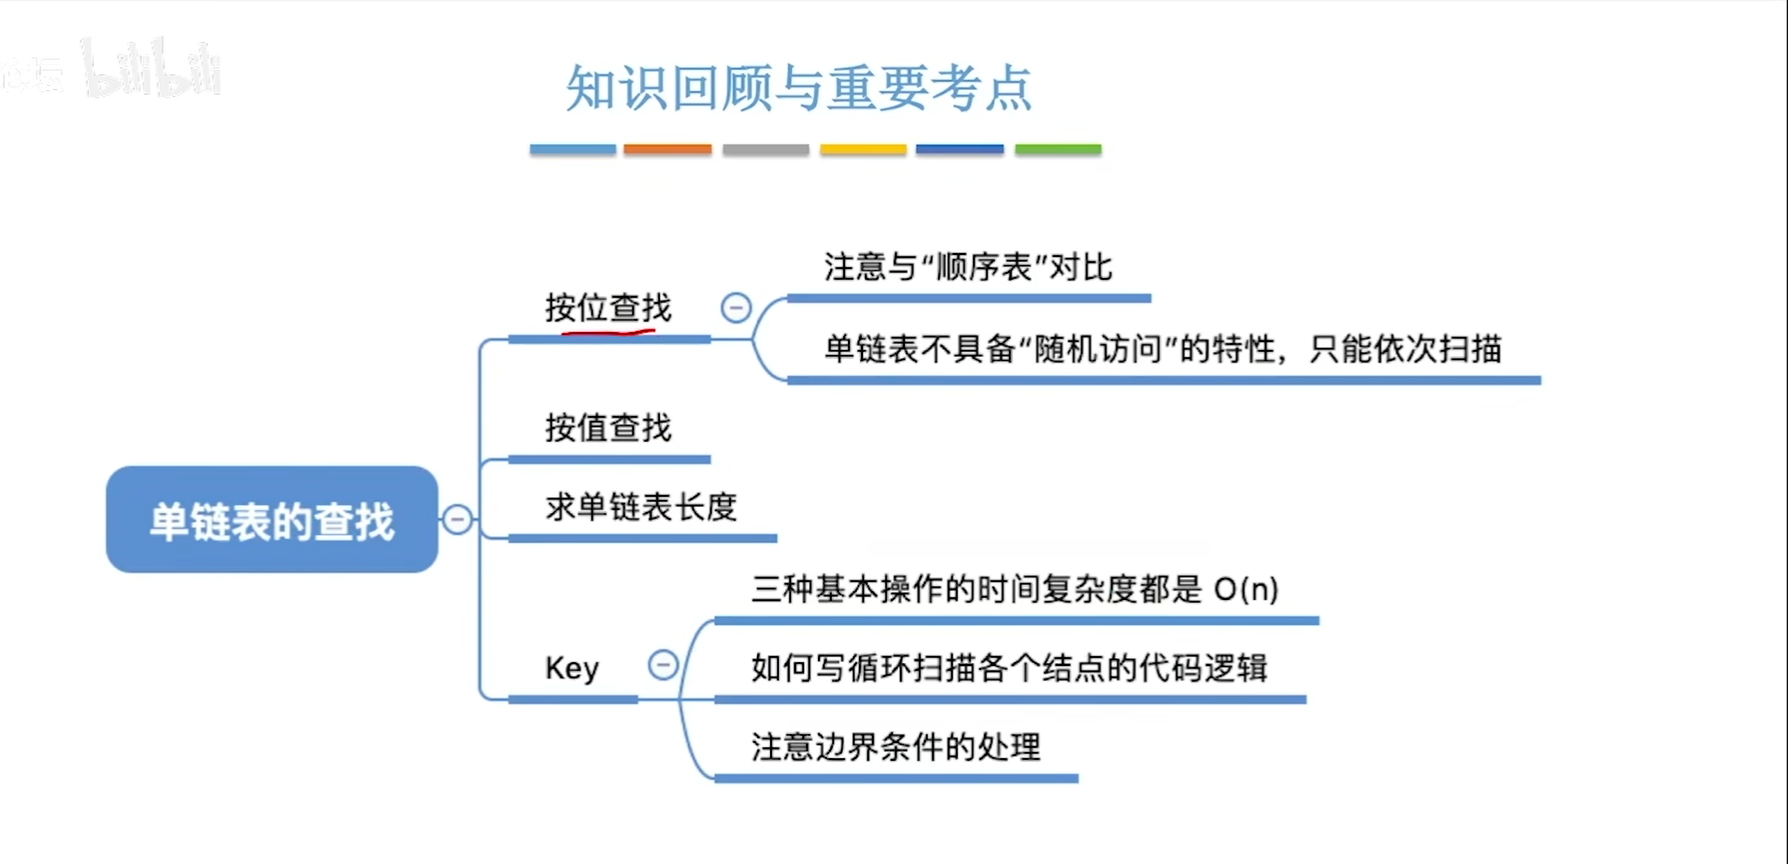 论坛 bilibili
知识回顾与重要考点
注意与“顺序表”对比
按位查找
单链表不具备“随机访问”的特性，只能依次扫描
按值查找
求单链表长度
单链表的查找
三种基本操作的时间复杂度都是 O(n)
Key
如何写循环扫描各个结点的代码逻辑
注意边界条件的处理